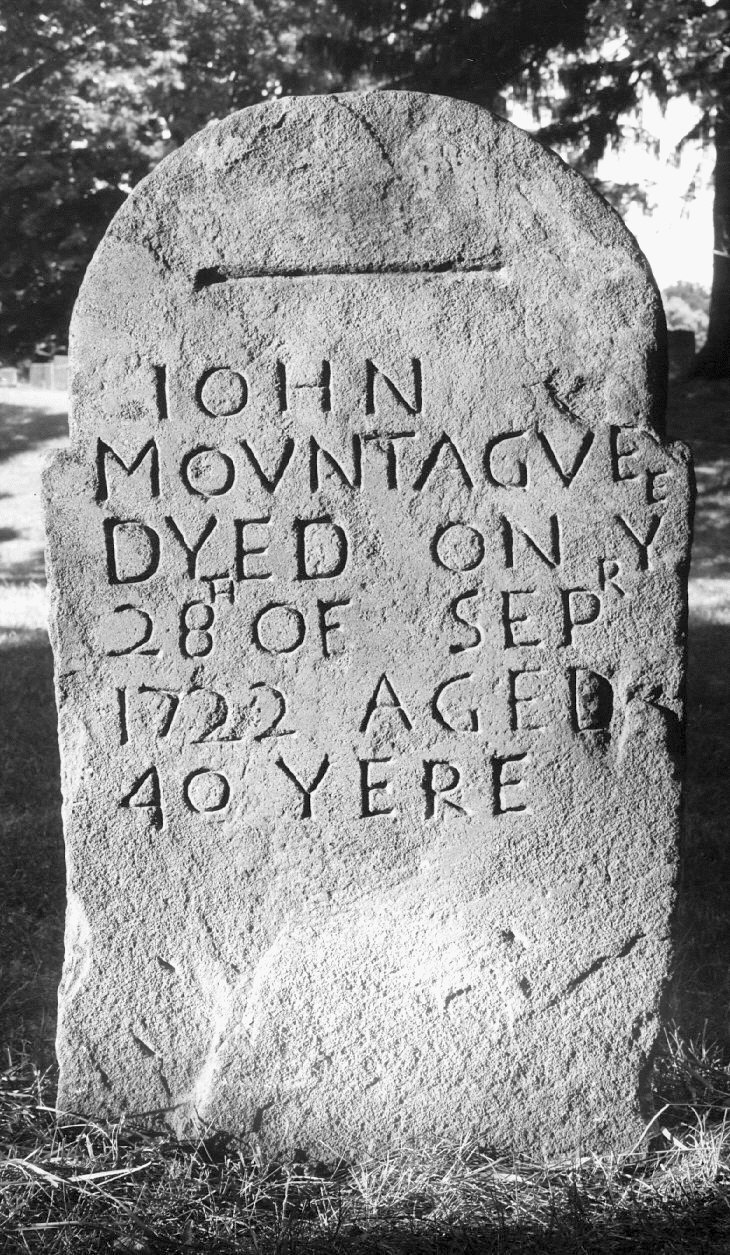 IOHN
MOVNTAGVE
DYED ON Yᴱ
28ᵀᴴ OF SEPᴿ
1722 AGED
40 YERE